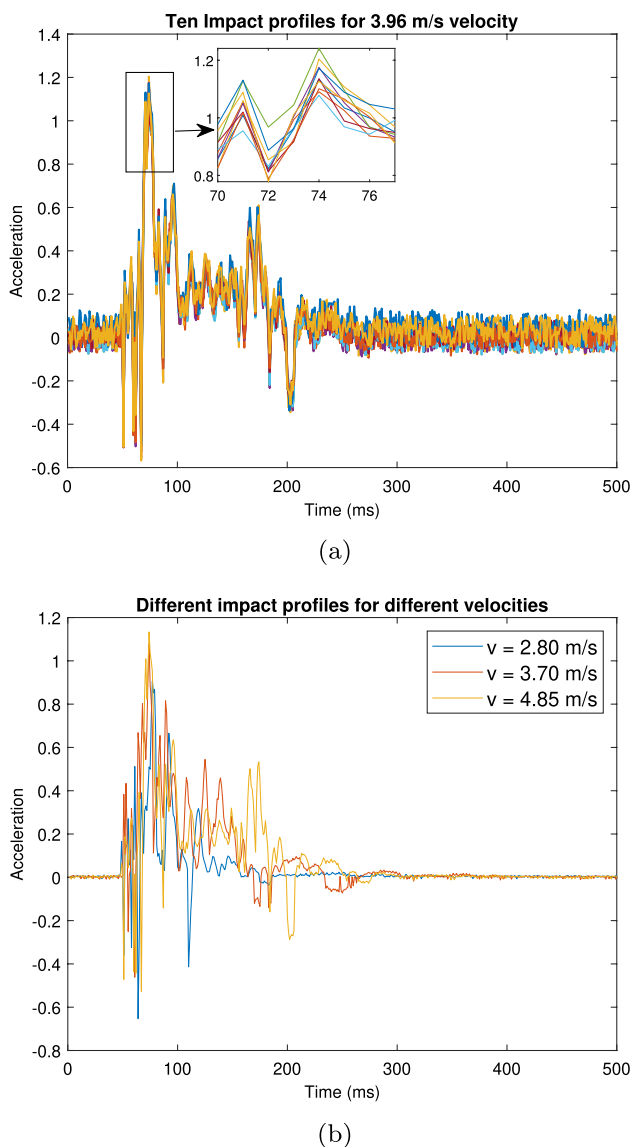 Ten Impact profiles for 3.96 m/s velocity
1.4
1.2
1
0.8
0.6
0.4
0.2
0
-0.2
-0.4
-0.6
Acceleration
1.2
1
0.8
70 72 74 76
0 100 200 300 400 500
Time (ms)
(a)
Different impact profiles for different velocities
1.2
1
0.8
0.6
0.4
0.2
0
-0.2
-0.4
-0.6
-0.8
Acceleration
v = 2.80 m/s
v = 3.70 m/s
v = 4.85 m/s
0 100 200 300 400 500
Time (ms)
(b)